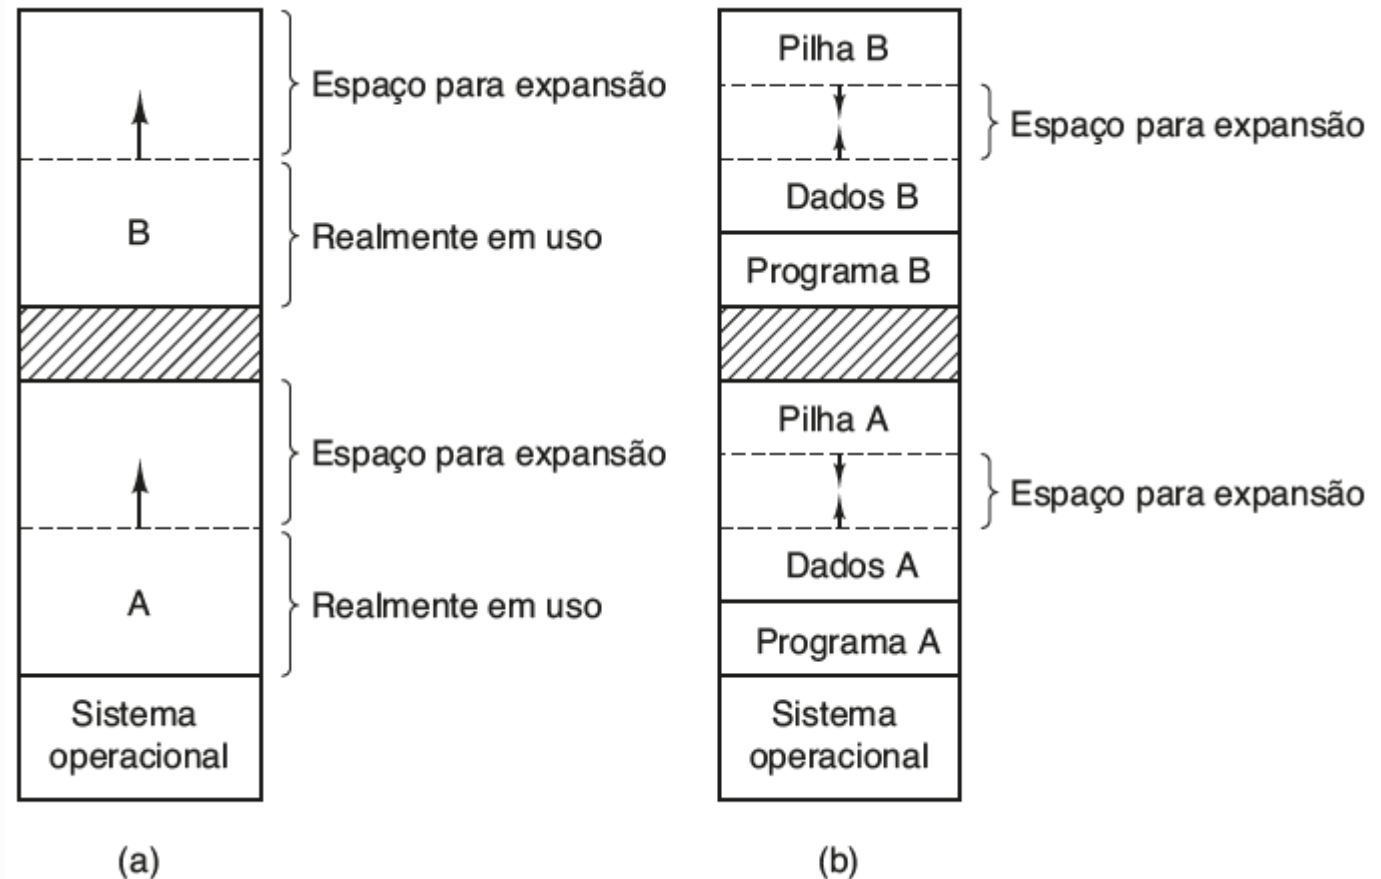 Espaço para expansão
B
Realmente em uso
Espaço para expansão
A
Realmente em uso
Sistema
operacional
(a)
Pilha B
Espaço para expansão
Dados B
Programa B
Pilha A
Espaço para expansão
Dados A
Programa A
Sistema
operacional
(b)